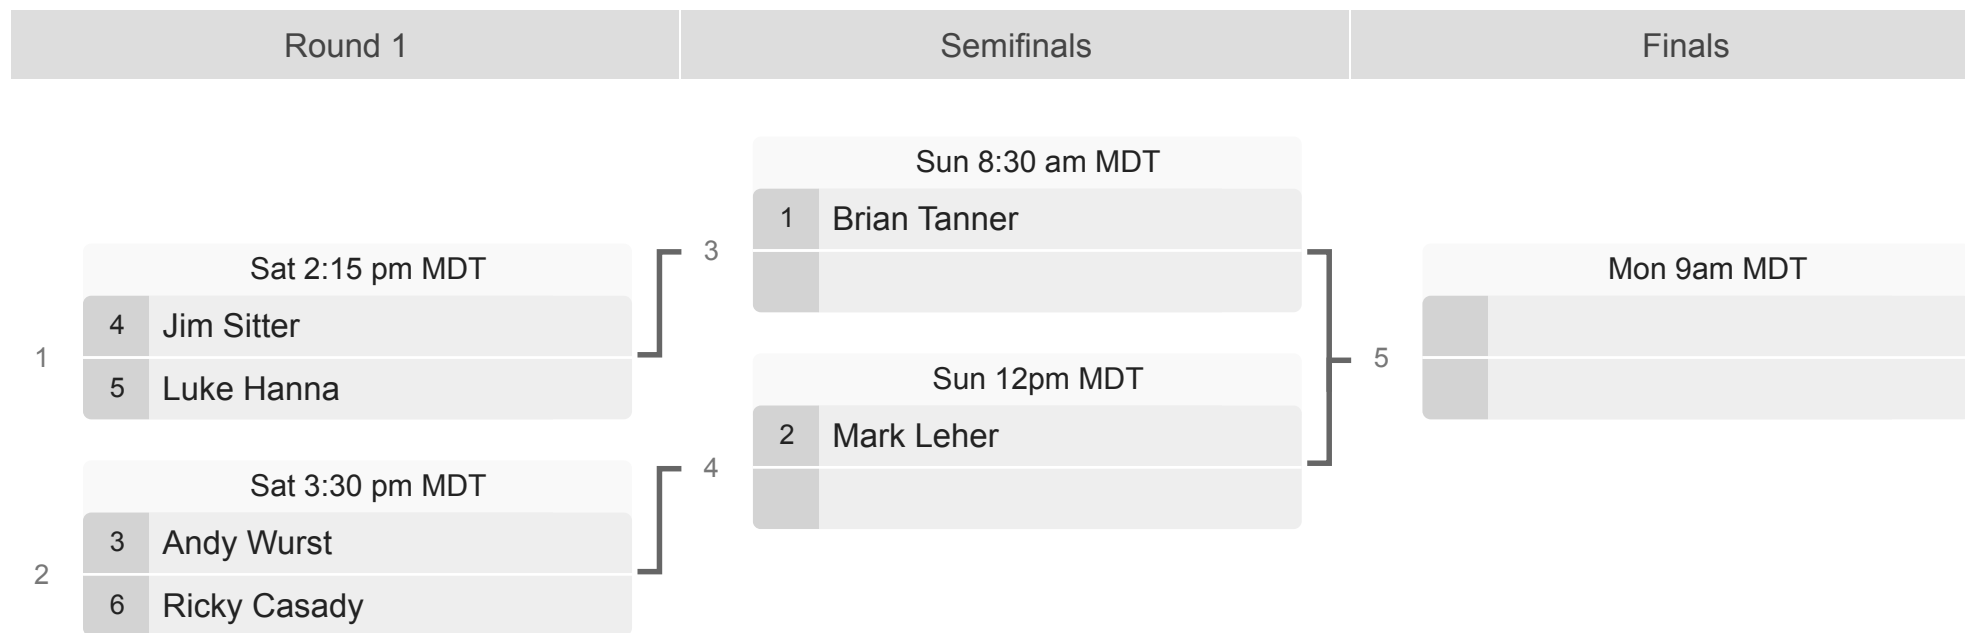 Round 1
Semifinals
Finals
Sat 2:15 pm MDT
1
4 Jim Sitter
5 Luke Hanna
Sat 3:30 pm MDT
2
3 Andy Wurst
6 Ricky Casady
Sun 8:30 am MDT
3
1 Brian Tanner
Sun 12pm MDT
4
2 Mark Leher
Mon 9am MDT
5